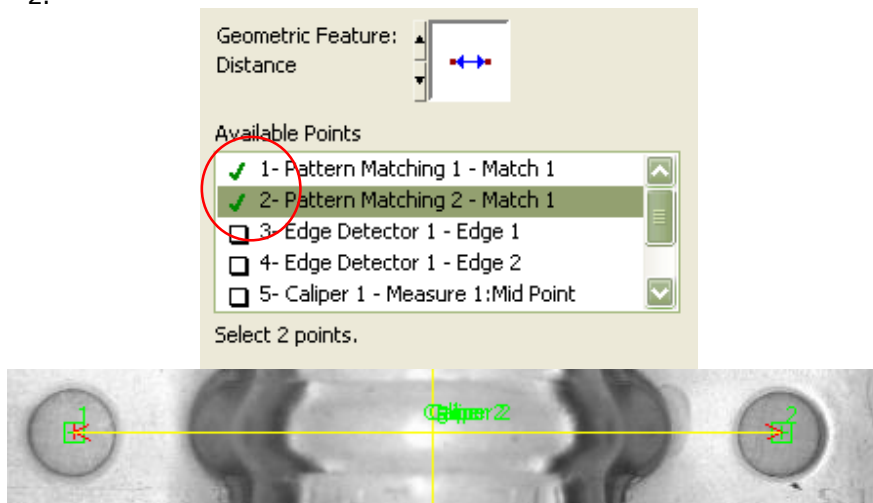 2.
Geometric Feature:
Distance
Available Points
1- Pattern Matching 1 - Match 1
2- Pattern Matching 2 - Match 1
3- Edge Detector 1 - Edge 1
4- Edge Detector 1 - Edge 2
5- Caliper 1 - Measure 1:Mid Point
Select 2 points.
1
2